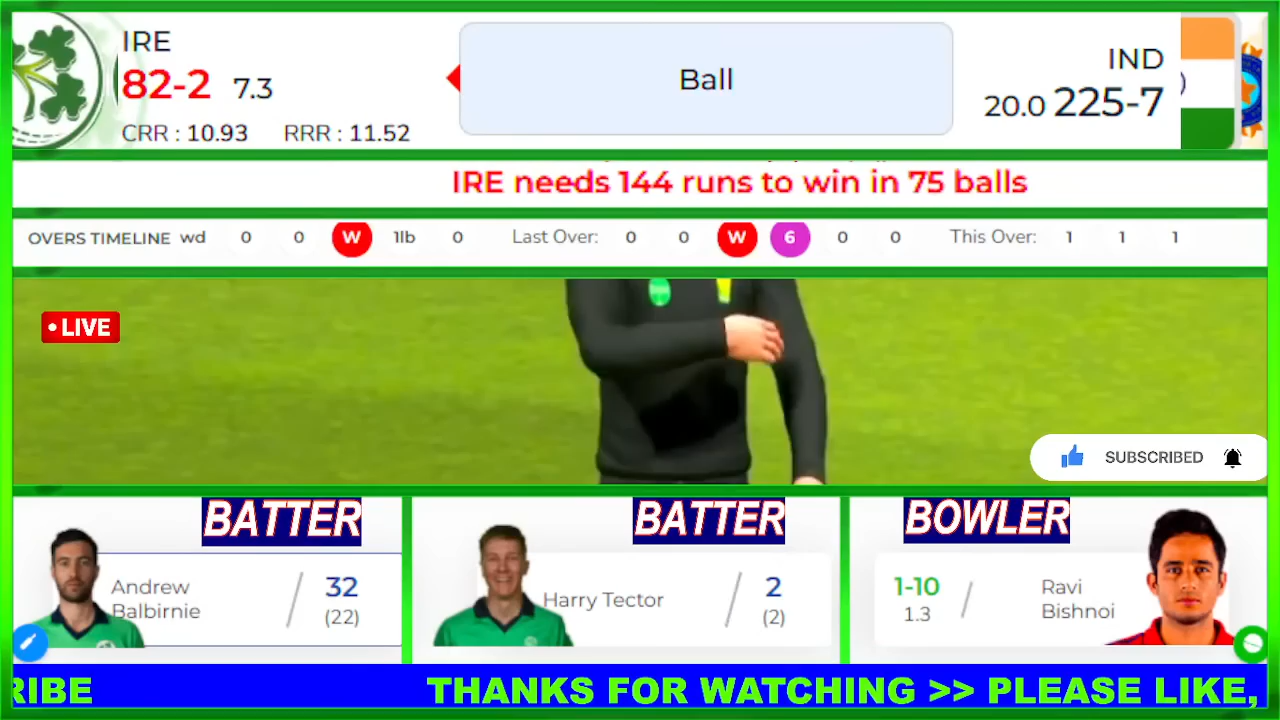 IRE
82-2 7.3
CRR : 10.93 RRR : 11.52
Ball
IND
20.0 225-7
IRE needs 144 runs to win in 75 balls
OVERS TIMELINE wd 0 0 W 1lb 0 Last Over: 0 0 W 6 0 0 This Over: 1 1 1
• LIVE
SUBSCRIBED
BATTER
Andrew
Balbirnie
32
(22)
BATTER
Harry Tector
2
(2)
BOWLER
1-10
1.3
Ravi
Bishnoi
RIBE THANKS FOR WATCHING >> PLEASE LIKE,